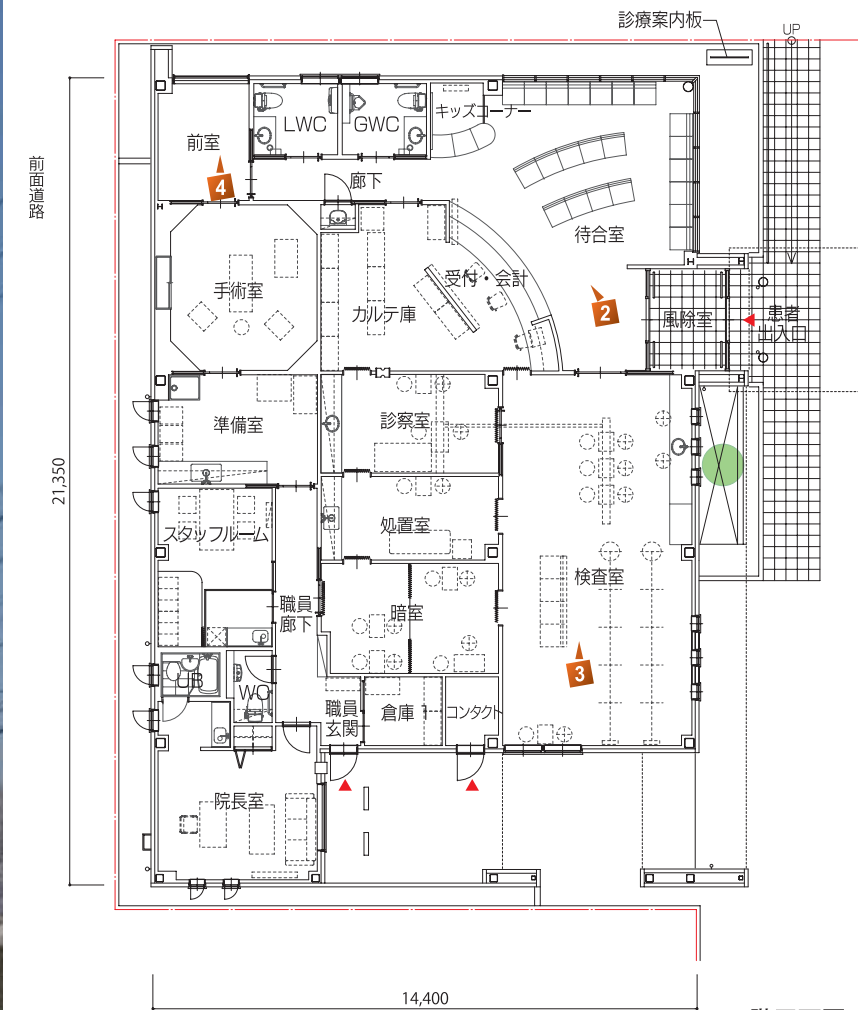 診療案内板
UP
キッズコーナー
LWC
GWC
前室
4
廊下
前面道路
待合室
受付・会計
手術室
カルテ庫
2
風除室
患者
出入口
準備室
診察室
21,350
スタッフルーム
処置室
検査室
職員
廊下
暗室
3
UB
WC
職員
玄関
倉庫
コンタクト
院長室
14,400